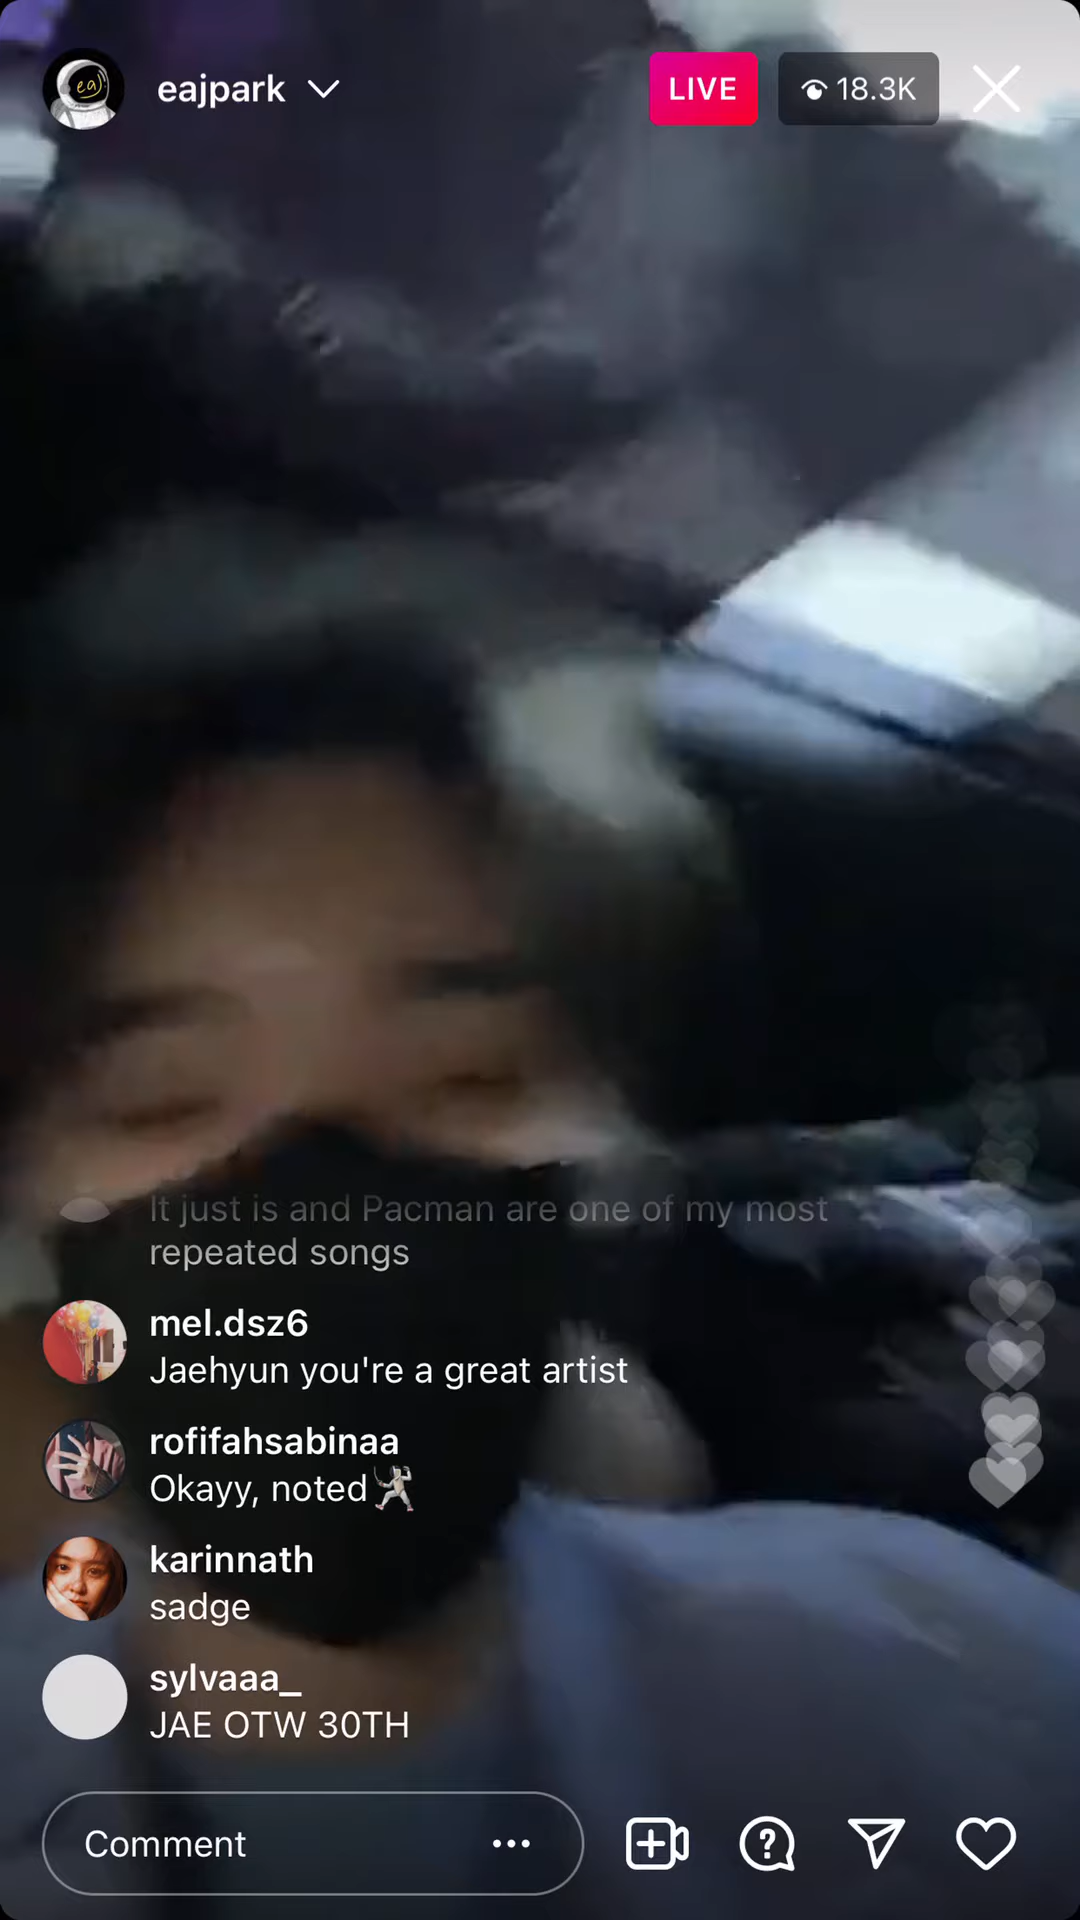 ea)
eajpark
LIVE
18.3K
It just is and Pacman are one of my most
repeated songs
mel.dsz6
Jaehyun you're a great artist
rofifahsabinaa
Okayy, noted🤺
karinnath
sadge
sylvaaa_
JAE OTW 30TH
Comment